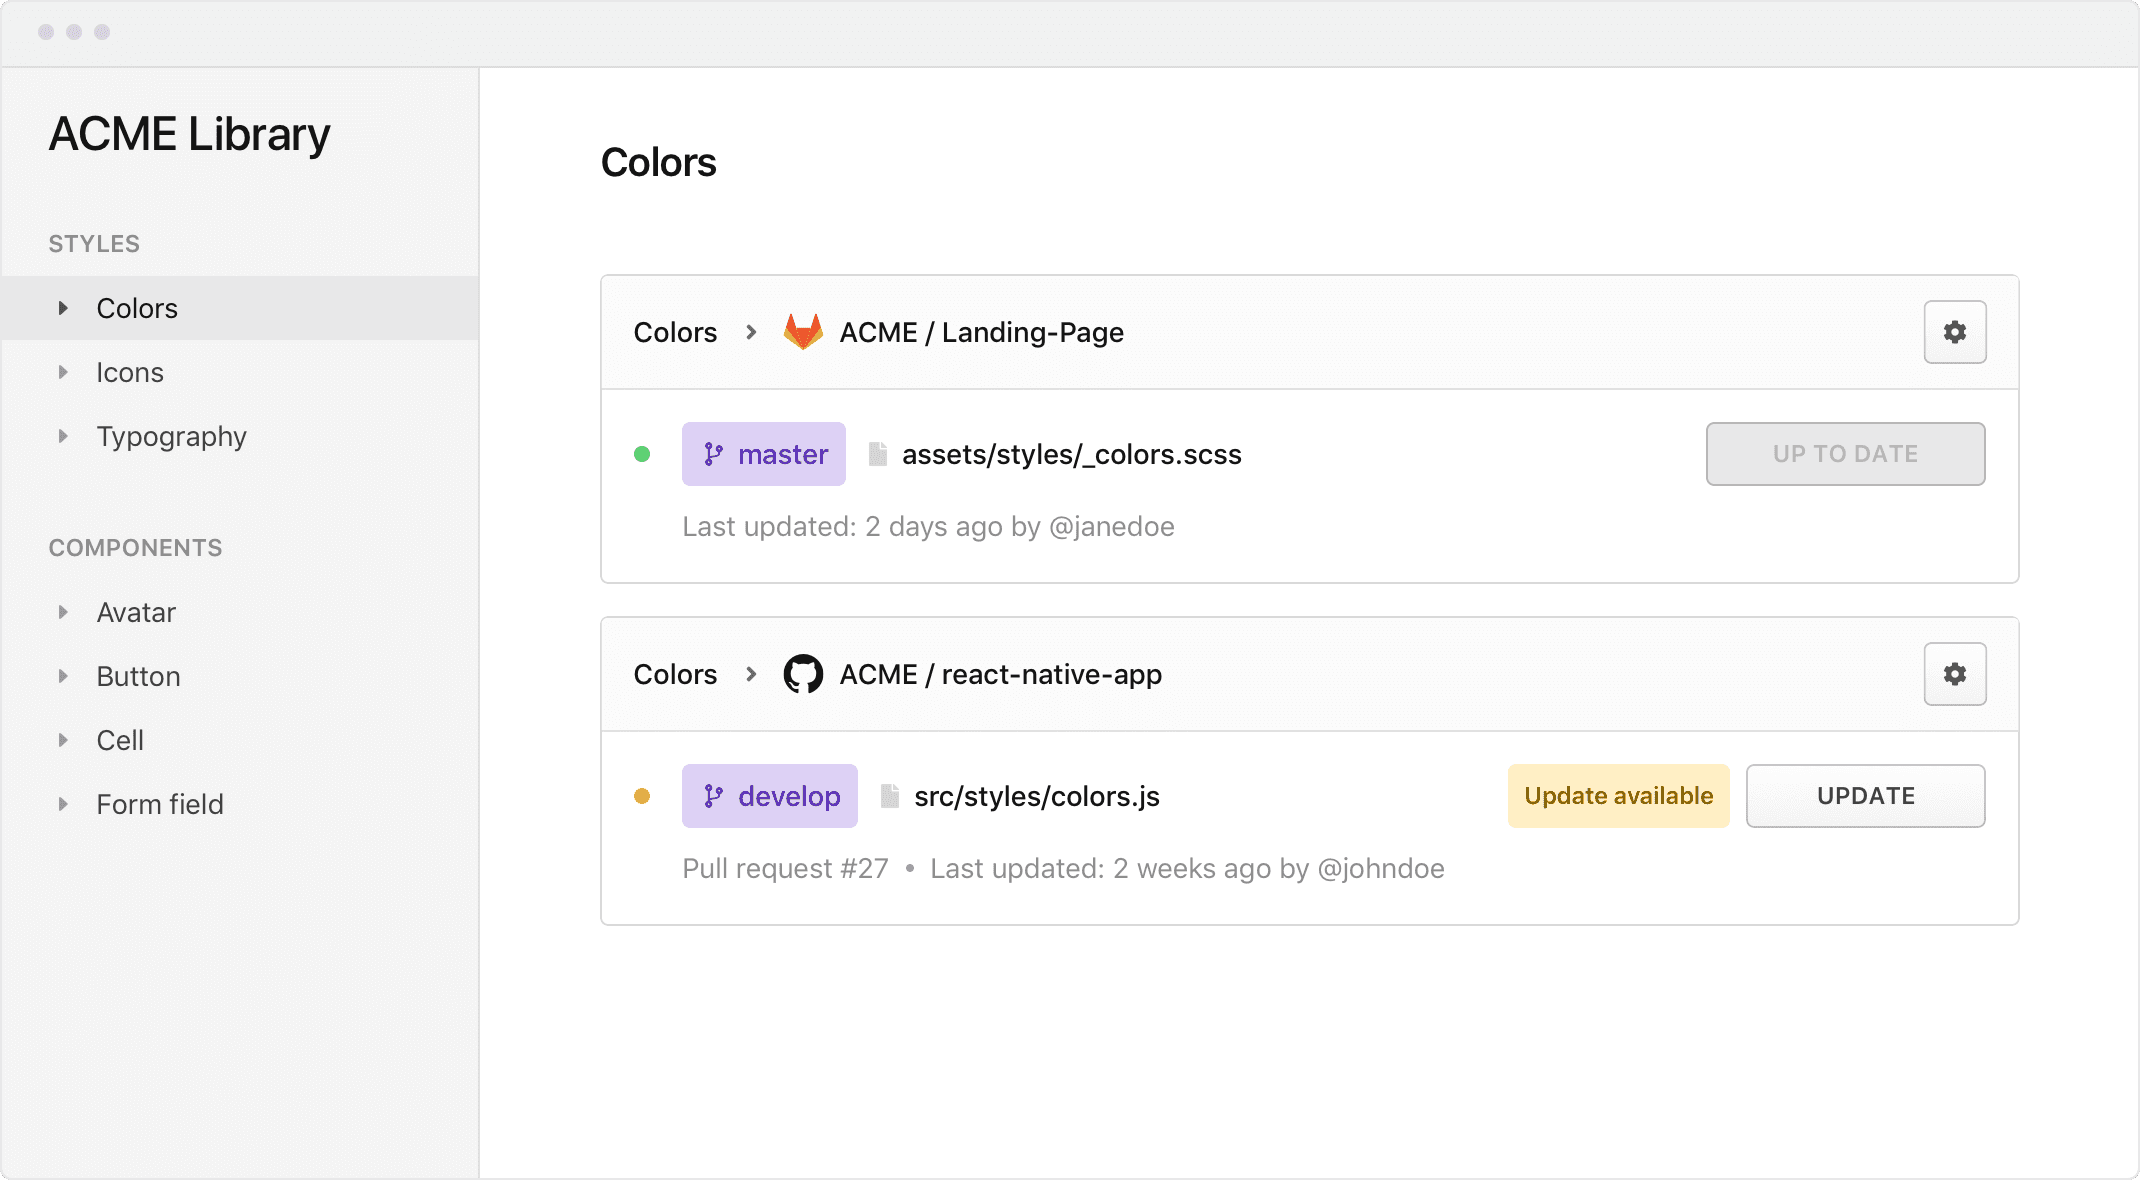 ACME Library
STYLES
Colors
Icons
Typography
COMPONENTS
Avatar
Button
Cell
Form field
Colors
Colors ACME / Landing-Page
master assets/styles/_colors.scss UP TO DATE
Last updated: 2 days ago by @janedoe
Colors ACME / react-native-app
develop src/styles/colors.js Update available UPDATE
Pull request #27 • Last updated: 2 weeks ago by @johndoe